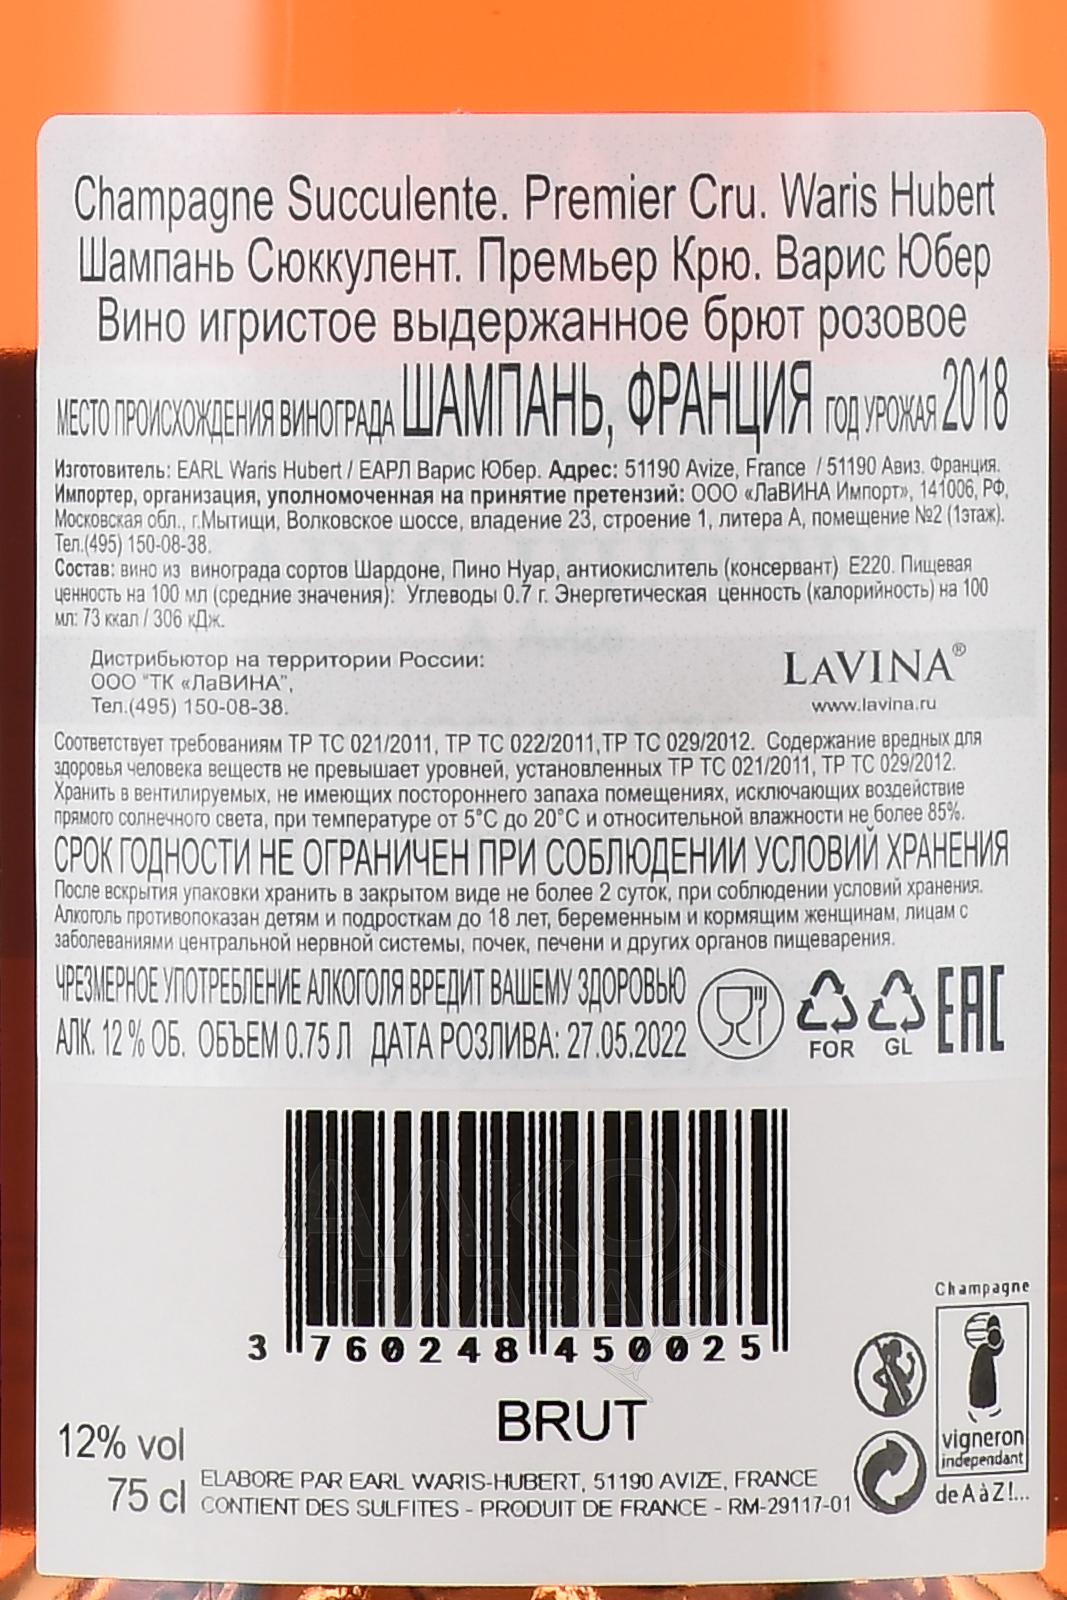 Champagne Succulente. Premier Cru. Waris Hubert
Шампань Сюккулент. Премьер Крю. Варис Юбер
Вино игристое выдержанное брют розовое
МЕСТО ПРОИСХОЖДЕНИЯ ВИНОГРАДА ШАМПАНЬ, ФРАНЦИЯ ГОД УРОЖАЯ 2018
Изготовитель: EARL Waris Hubert / ЕАРЛ Варис Юбер. Адрес: 51190 Avize, France / 51190 Авиз. Франция.
Импортер, организация, уполномоченная на принятие претензий: ООО «ЛаВИНА Импорт», 141006, РФ,
Московская обл., г.Мытищи, Волковское шоссе, владение 23, строение 1, литера А, помещение №2 (1этаж).
Тел.(495) 150-08-38.
Состав: вино из винограда сортов Шардоне, Пино Нуар, антиокислитель (консервант) Е220. Пищевая
ценность на 100 мл (средние значения): Углеводы 0.7 г. Энергетическая ценность (калорийность) на 100
мл: 73 ккал / 306 кДж.
Дистрибьютор на территории России:
ООО "ТК «ЛаВИНА",
Тел.(495) 150-08-38.
LAVINA®
www.lavina.ru
Соответствует требованиям ТР ТС 021/2011, ТР ТС 022/2011,ТР ТС 029/2012. Содержание вредных для
здоровья человека веществ не превышает уровней, установленных ТР ТС 021/2011, ТР ТС 029/2012.
Хранить в вентилируемых, не имеющих постороннего запаха помещениях, исключающих воздействие
прямого солнечного света, при температуре от 5°С до 20°С и относительной влажности не более 85%.
СРОК ГОДНОСТИ НЕ ОГРАНИЧЕН ПРИ СОБЛЮДЕНИИ УСЛОВИЙ ХРАНЕНИЯ
После вскрытия упаковки хранить в закрытом виде не более 2 суток, при соблюдении условий хранения.
Алкоголь противопоказан детям и подросткам до 18 лет, беременным и кормящим женщинам, лицам с
заболеваниями центральной нервной системы, почек, печени и других органов пищеварения.
ЧРЕЗМЕРНОЕ УПОТРЕБЛЕНИЕ АЛКОГОЛЯ ВРЕДИТ ВАШЕМУ ЗДОРОВЬЮ
АЛК. 12 % ОБ. ОБЪЕМ 0.75 Л ДАТА РОЗЛИВА: 27.05.2022
FOR GL EAC
АЛКО
ПЛАЗА
3 760248 450025
BRUT
12% vol
75 cl
ELABORE PAR EARL WARIS-HUBERT, 51190 AVIZE, FRANCE
CONTIENT DES SULFITES - PRODUIT DE FRANCE - RM-29117-01
Champagne
vigneron
indépendant
de A à Z !...